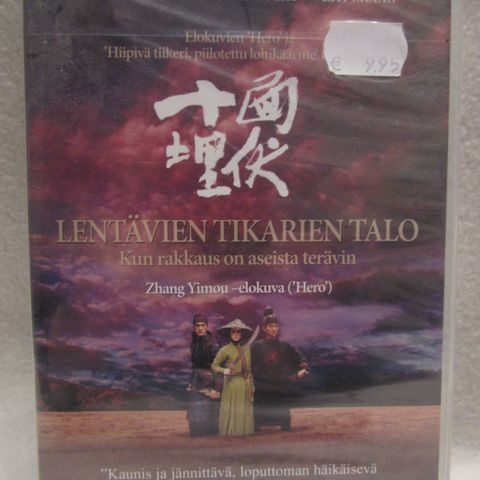 Elokuvien 'Hero' ja
'Hiipivä tiikeri, piilotettu lohikäärme'
€ 9.95
十面
埋伏
LENTÄVIEN TIKARIEN TALO
Kun rakkaus on aseista terävin
Zhang Yimou –elokuva ('Hero')
"Kaunis ja jännittävä, loputtoman häikäisevä